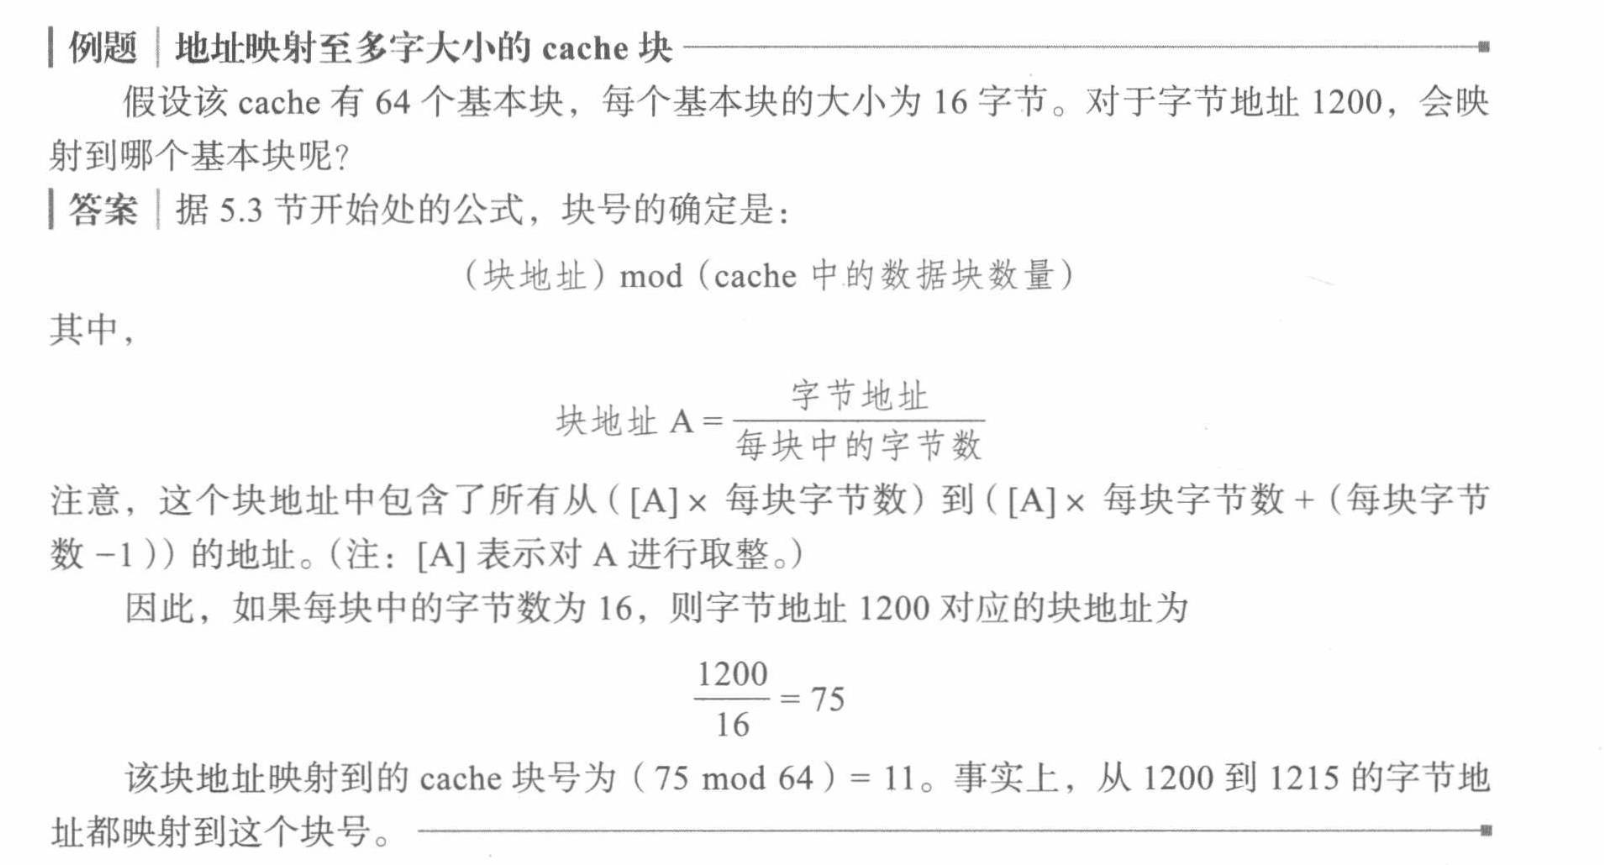 例题 地址映射至多字大小的 cache 块
假设该 cache 有 64 个基本块，每个基本块的大小为 16 字节。对于字节地址 1200，会映
射到哪个基本块呢？
答案 据 5.3 节开始处的公式，块号的确定是：
（块地址）mod（cache 中的数据块数量）
其中，
字节地址
块地址 A =
每块中的字节数
注意，这个块地址中包含了所有从（[A]× 每块字节数）到（[A]× 每块字节数 +（每块字节
数 −1））的地址。（注：[A] 表示对 A 进行取整。）
因此，如果每块中的字节数为 16，则字节地址 1200 对应的块地址为
1200
= 75
16
该块地址映射到的 cache 块号为（75 mod 64）= 11。事实上，从 1200 到 1215 的字节地
址都映射到这个块号。